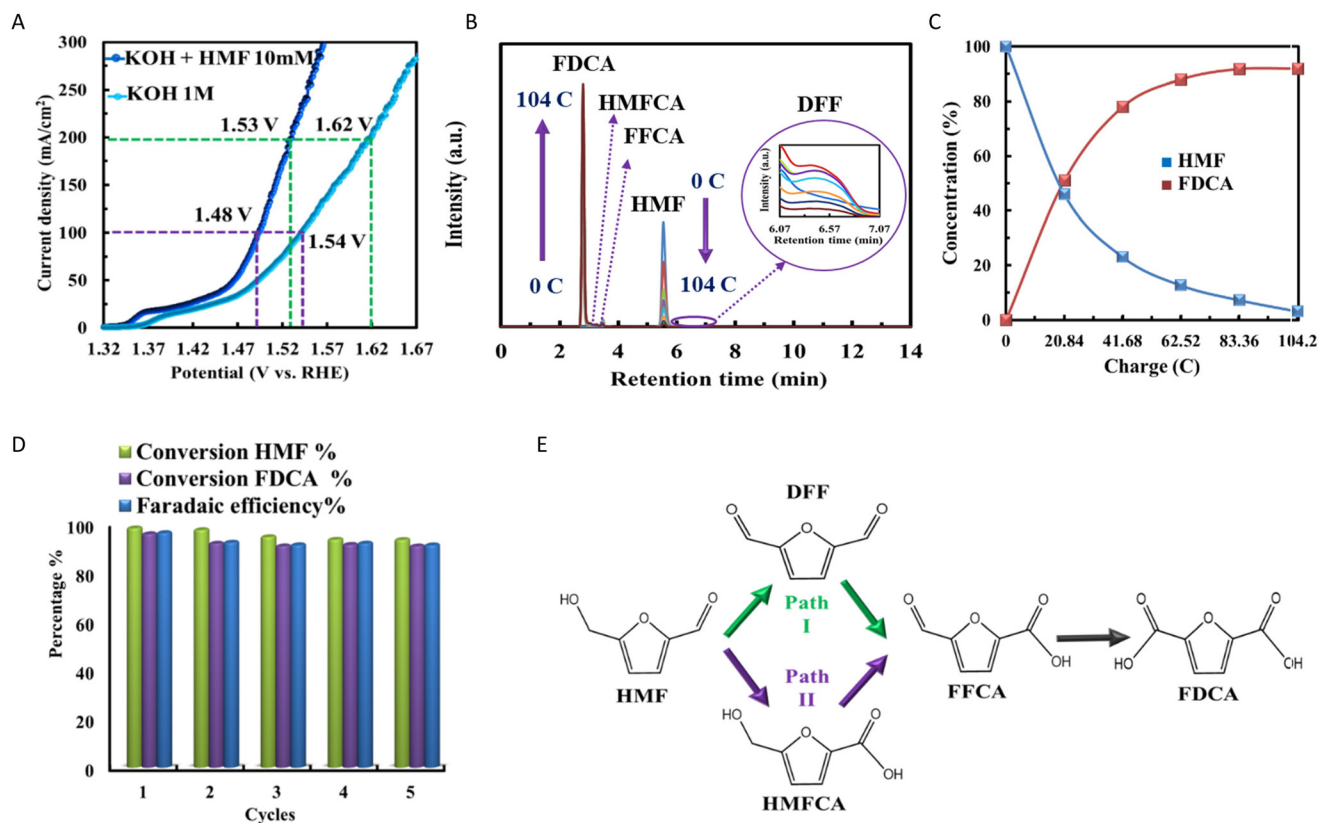 A
300
250
200
150
100
50
0
Current density (mA/cm²)
KOH + HMF 10mM
KOH 1M
1.53 V
1.62 V
1.48 V
1.54 V
1.32
1.37
1.42
1.47
1.52
1.57
1.62
1.67
Potential (V vs. RHE)
B
Intensity (a.u.)
FDCA
104 C
0 C
HMFCA
FFCA
HMF
0 C
104 C
DFF
Intensity (a.u.)
6.07
6.57
7.07
Retention time (min)
0
2
4
6
8
10
12
14
Retention time (min)
C
100
80
60
40
20
0
Concentration (%)
HMF
FDCA
0
20.84
41.68
62.52
83.36
104.2
Charge (C)
D
Conversion HMF %
Conversion FDCA %
Faradaic efficiency%
100
80
60
40
20
0
Percentage %
1
2
3
4
5
Cycles
E
DFF
O
O
O
HO
O
O
HMF
Path
I
Path
II
HO
O
O
OH
HMFCA
O
O
O
OH
FFCA
O
O
O
HO
OH
FDCA